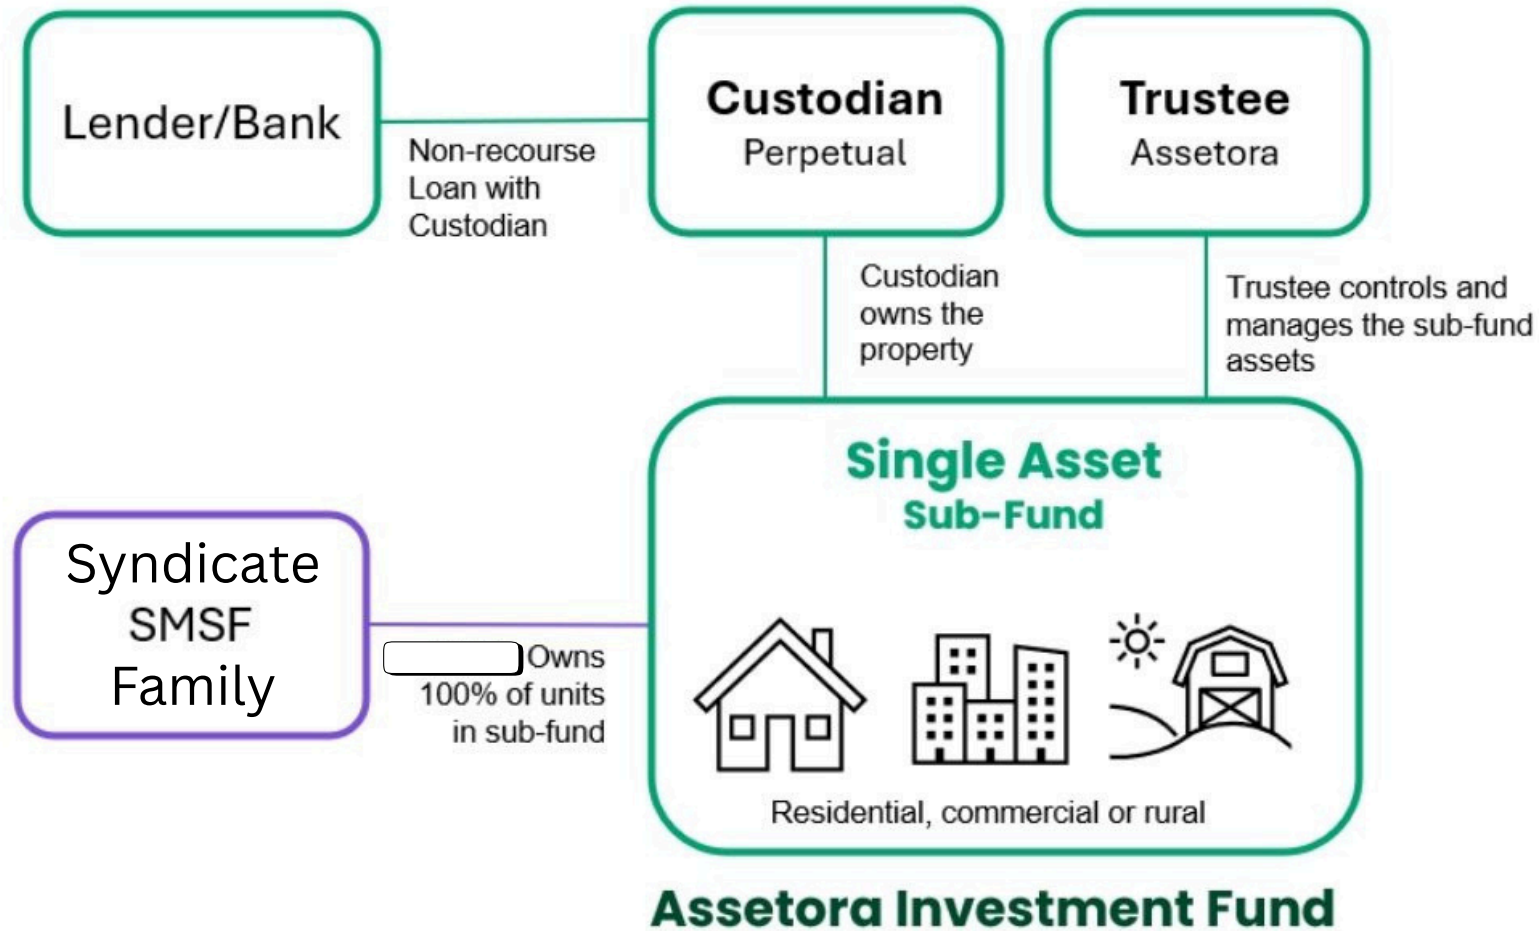 Lender/Bank
Non-recourse
Loan with
Custodian
Custodian
Perpetual
Trustee
Assetora
Custodian
owns the
property
Trustee controls and
manages the sub-fund
assets
Single Asset
Sub-Fund
Syndicate
SMSF
Family
Owns
100% of units
in sub-fund
Residential, commercial or rural
Assetora Investment Fund